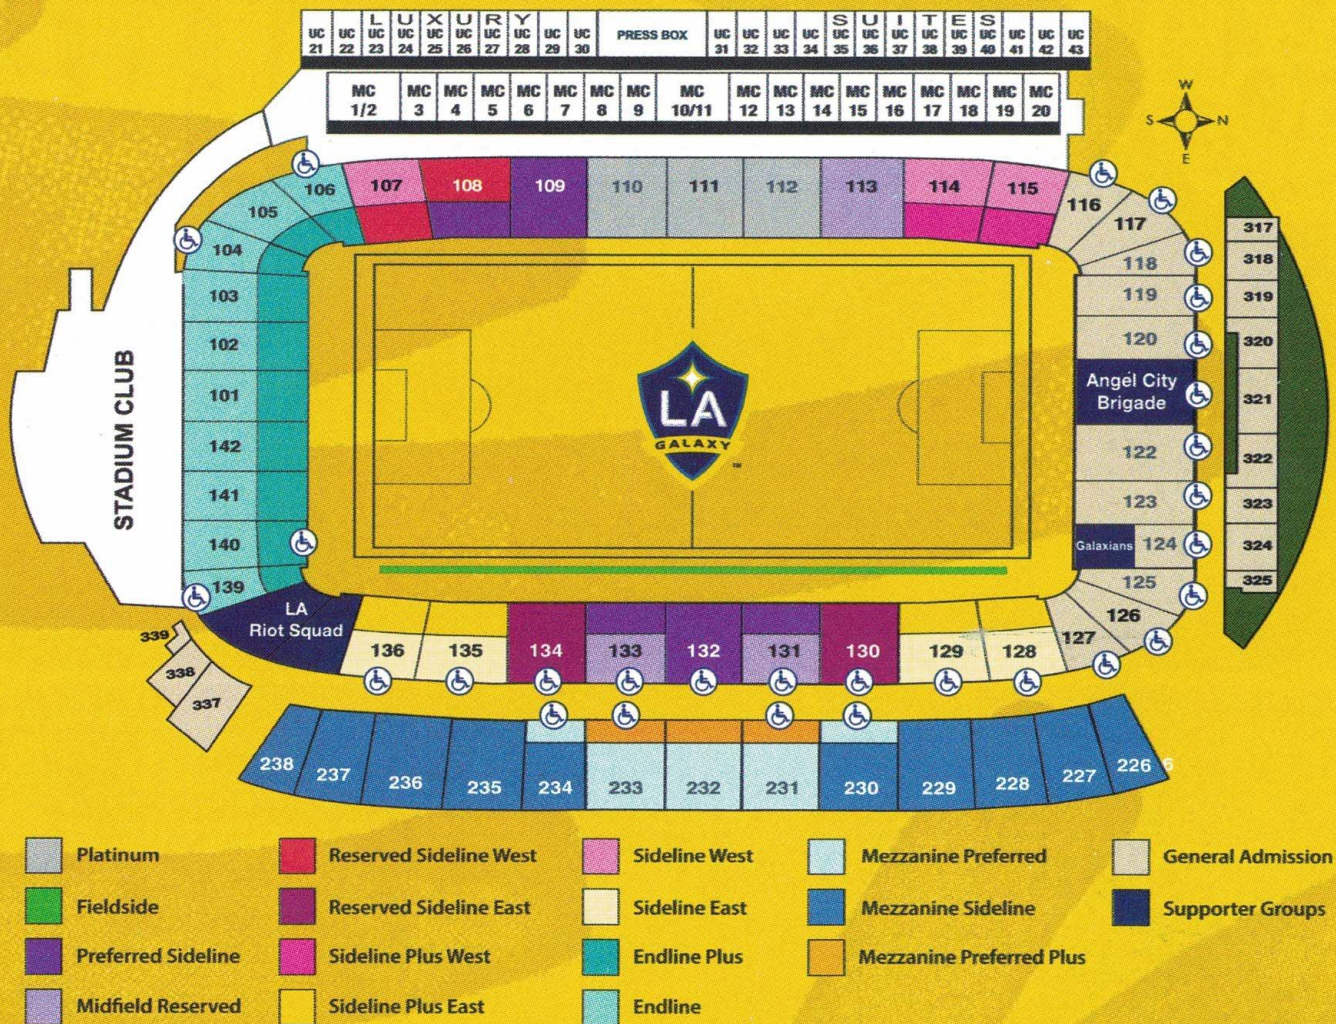 LUXURY SUITES
UC 21 UC 22 UC 23 UC 24 UC 25 UC 26 UC 27 UC 28 UC 29 UC 30 PRESS BOX UC 31 UC 32 UC 33 UC 34 UC 35 UC 36 UC 37 UC 38 UC 39 UC 40 UC 41 UC 42 UC 43
MC 1/2 MC 3 MC 4 MC 5 MC 6 MC 7 MC 8 MC 9 MC 10/11 MC 12 MC 13 MC 14 MC 15 MC 16 MC 17 MC 18 MC 19 MC 20
W
S N
E
106 107 108 109 110 111 112 113 114 115 116
105 117
104 118
103 119
102 120
101
142 122
141 123
140 124
139 125
126
127
Angel City
Brigade
Galaxians
STADIUM CLUB
LA
GALAXY
TM
LA
Riot Squad
136 135 134 133 132 131 130 129 128
317
318
319
320
321
322
323
324
325
339
338
337
238 237 236 235 234 233 232 231 230 229 228 227 226 6
Platinum
Fieldside
Preferred Sideline
Midfield Reserved
Reserved Sideline West
Reserved Sideline East
Sideline Plus West
Sideline Plus East
Sideline West
Sideline East
Endline Plus
Endline
Mezzanine Preferred
Mezzanine Sideline
Mezzanine Preferred Plus
General Admission
Supporter Groups